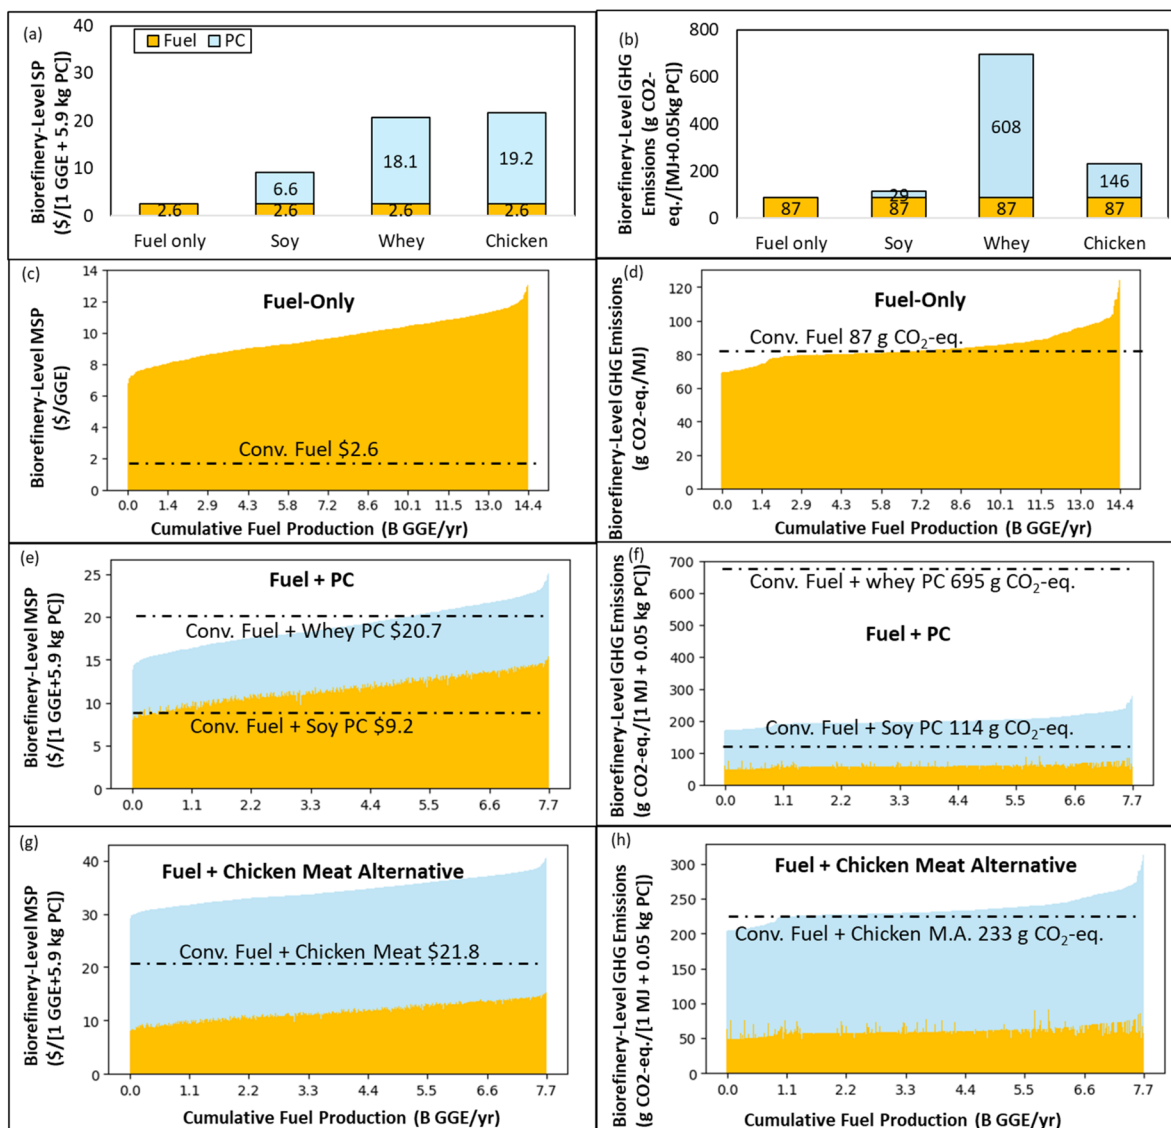 (a)
Biorefinery-Level SP
($/[1 GGE + 5.9 kg PC])
40
30
20
10
0
Fuel
PC
2.6
6.6
2.6
18.1
2.6
19.2
2.6
Fuel only
Soy
Whey
Chicken
(b)
Biorefinery-Level GHG
Emissions (g CO2-
eq./[MJ+0.05kg PC])
800
600
400
200
0
87
29
87
608
87
146
87
Fuel only
Soy
Whey
Chicken
(c)
Biorefinery-Level MSP
($/GGE)
14
12
10
8
6
4
2
0
Fuel-Only
Conv. Fuel $2.6
0.0 1.4 2.9 4.3 5.8 7.2 8.6 10.1 11.5 13.0 14.4
Cumulative Fuel Production (B GGE/yr)
(d)
Biorefinery-Level GHG Emissions
(g CO2-eq./MJ)
120
100
80
60
40
20
0
Fuel-Only
Conv. Fuel 87 g CO2-eq.
0.0 1.4 2.9 4.3 5.8 7.2 8.6 10.1 11.5 13.0 14.4
Cumulative Fuel Production (B GGE/yr)
(e)
Biorefinery-Level MSP
($/[1 GGE+5.9 kg PC])
25
20
15
10
5
0
Fuel + PC
Conv. Fuel + Whey PC $20.7
Conv. Fuel + Soy PC $9.2
0.0 1.1 2.2 3.3 4.4 5.5 6.6 7.7
(f)
Biorefinery-Level GHG Emissions
(g CO2-eq./[1 MJ + 0.05 kg PC])
700
600
500
400
300
200
100
0
Conv. Fuel + whey PC 695 g CO2-eq.
Fuel + PC
Conv. Fuel + Soy PC 114 g CO2-eq.
0.0 1.1 2.2 3.3 4.4 5.5 6.6 7.7
(g)
Biorefinery-Level MSP
($/[1 GGE+5.9 kg PC])
40
30
20
10
0
Fuel + Chicken Meat Alternative
Conv. Fuel + Chicken Meat $21.8
0.0 1.1 2.2 3.3 4.4 5.5 6.6 7.7
Cumulative Fuel Production (B GGE/yr)
(h)
Biorefinery-Level GHG Emissions
(g CO2-eq./[1 MJ + 0.05 kg PC])
300
250
200
150
100
50
0
Fuel + Chicken Meat Alternative
Conv. Fuel + Chicken M.A. 233 g CO2-eq.
0.0 1.1 2.2 3.3 4.4 5.5 6.6 7.7
Cumulative Fuel Production (B GGE/yr)